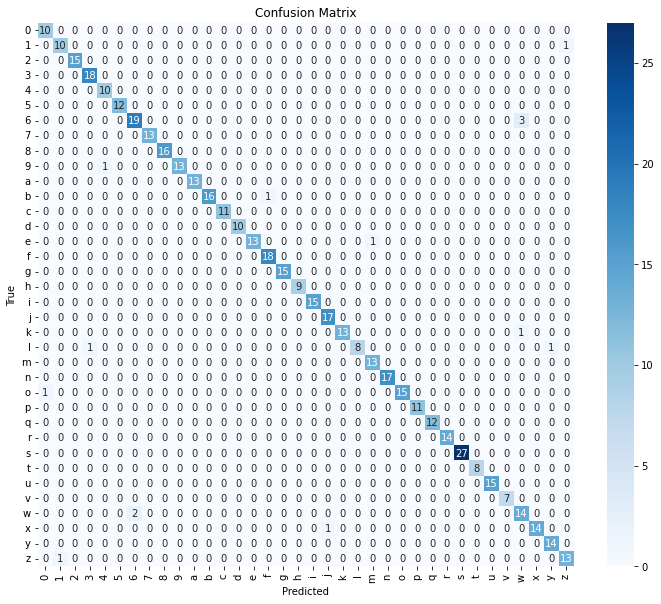 Confusion Matrix
0 10 0 0 0 0 0 0 0 0 0 0 0 0 0 0 0 0 0 0 0 0 0 0 0 0 0 0 0 0 0 0 0 0 0 0 0
1 0 10 0 0 0 0 0 0 0 0 0 0 0 0 0 0 0 0 0 0 0 0 0 0 0 0 0 0 0 0 0 0 0 0 0 1
2 0 0 15 0 0 0 0 0 0 0 0 0 0 0 0 0 0 0 0 0 0 0 0 0 0 0 0 0 0 0 0 0 0 0 0 0
3 0 0 0 18 0 0 0 0 0 0 0 0 0 0 0 0 0 0 0 0 0 0 0 0 0 0 0 0 0 0 0 0 0 0 0 0
4 0 0 0 0 10 0 0 0 0 0 0 0 0 0 0 0 0 0 0 0 0 0 0 0 0 0 0 0 0 0 0 0 0 0 0 0
5 0 0 0 0 0 12 0 0 0 0 0 0 0 0 0 0 0 0 0 0 0 0 0 0 0 0 0 0 0 0 0 0 0 0 0 0
6 0 0 0 0 0 0 19 0 0 0 0 0 0 0 0 0 0 0 0 0 0 0 0 0 0 0 0 0 0 0 0 0 3 0 0 0
7 0 0 0 0 0 0 0 13 0 0 0 0 0 0 0 0 0 0 0 0 0 0 0 0 0 0 0 0 0 0 0 0 0 0 0 0
8 0 0 0 0 0 0 0 0 16 0 0 0 0 0 0 0 0 0 0 0 0 0 0 0 0 0 0 0 0 0 0 0 0 0 0 0
9 0 0 0 0 1 0 0 0 0 13 0 0 0 0 0 0 0 0 0 0 0 0 0 0 0 0 0 0 0 0 0 0 0 0 0 0
a 0 0 0 0 0 0 0 0 0 0 13 0 0 0 0 0 0 0 0 0 0 0 0 0 0 0 0 0 0 0 0 0 0 0 0 0
b 0 0 0 0 0 0 0 0 0 0 0 16 0 0 0 1 0 0 0 0 0 0 0 0 0 0 0 0 0 0 0 0 0 0 0 0
c 0 0 0 0 0 0 0 0 0 0 0 0 11 0 0 0 0 0 0 0 0 0 0 0 0 0 0 0 0 0 0 0 0 0 0 0
d 0 0 0 0 0 0 0 0 0 0 0 0 0 10 0 0 0 0 0 0 0 0 0 0 0 0 0 0 0 0 0 0 0 0 0 0
e 0 0 0 0 0 0 0 0 0 0 0 0 0 0 13 0 0 0 0 0 0 0 1 0 0 0 0 0 0 0 0 0 0 0 0 0
f 0 0 0 0 0 0 0 0 0 0 0 0 0 0 0 18 0 0 0 0 0 0 0 0 0 0 0 0 0 0 0 0 0 0 0 0
g 0 0 0 0 0 0 0 0 0 0 0 0 0 0 0 0 15 0 0 0 0 0 0 0 0 0 0 0 0 0 0 0 0 0 0 0
h 0 0 0 0 0 0 0 0 0 0 0 0 0 0 0 0 0 9 0 0 0 0 0 0 0 0 0 0 0 0 0 0 0 0 0 0
True
i 0 0 0 0 0 0 0 0 0 0 0 0 0 0 0 0 0 0 15 0 0 0 0 0 0 0 0 0 0 0 0 0 0 0 0 0
j 0 0 0 0 0 0 0 0 0 0 0 0 0 0 0 0 0 0 0 17 0 0 0 0 0 0 0 0 0 0 0 0 0 0 0 0
k 0 0 0 0 0 0 0 0 0 0 0 0 0 0 0 0 0 0 0 0 13 0 0 0 0 0 0 0 0 0 0 0 1 0 0 0
l 0 0 0 1 0 0 0 0 0 0 0 0 0 0 0 0 0 0 0 0 0 8 0 0 0 0 0 0 0 0 0 0 0 0 1 0
m 0 0 0 0 0 0 0 0 0 0 0 0 0 0 0 0 0 0 0 0 0 0 13 0 0 0 0 0 0 0 0 0 0 0 0 0
n 0 0 0 0 0 0 0 0 0 0 0 0 0 0 0 0 0 0 0 0 0 0 0 17 0 0 0 0 0 0 0 0 0 0 0 0
o 1 0 0 0 0 0 0 0 0 0 0 0 0 0 0 0 0 0 0 0 0 0 0 0 15 0 0 0 0 0 0 0 0 0 0 0
p 0 0 0 0 0 0 0 0 0 0 0 0 0 0 0 0 0 0 0 0 0 0 0 0 0 11 0 0 0 0 0 0 0 0 0 0
q 0 0 0 0 0 0 0 0 0 0 0 0 0 0 0 0 0 0 0 0 0 0 0 0 0 0 12 0 0 0 0 0 0 0 0 0
r 0 0 0 0 0 0 0 0 0 0 0 0 0 0 0 0 0 0 0 0 0 0 0 0 0 0 0 14 0 0 0 0 0 0 0 0
s 0 0 0 0 0 0 0 0 0 0 0 0 0 0 0 0 0 0 0 0 0 0 0 0 0 0 0 0 27 0 0 0 0 0 0 0
t 0 0 0 0 0 0 0 0 0 0 0 0 0 0 0 0 0 0 0 0 0 0 0 0 0 0 0 0 0 8 0 0 0 0 0 0
u 0 0 0 0 0 0 0 0 0 0 0 0 0 0 0 0 0 0 0 0 0 0 0 0 0 0 0 0 0 0 15 0 0 0 0 0
v 0 0 0 0 0 0 0 0 0 0 0 0 0 0 0 0 0 0 0 0 0 0 0 0 0 0 0 0 0 0 0 7 0 0 0 0
w 0 0 0 0 0 0 2 0 0 0 0 0 0 0 0 0 0 0 0 0 0 0 0 0 0 0 0 0 0 0 0 0 14 0 0 0
x 0 0 0 0 0 0 0 0 0 0 0 0 0 0 0 0 0 0 0 1 0 0 0 0 0 0 0 0 0 0 0 0 0 14 0 0
y 0 0 0 0 0 0 0 0 0 0 0 0 0 0 0 0 0 0 0 0 0 0 0 0 0 0 0 0 0 0 0 0 0 0 14 0
z 0 1 0 0 0 0 0 0 0 0 0 0 0 0 0 0 0 0 0 0 0 0 0 0 0 0 0 0 0 0 0 0 0 0 0 13
0 1 2 3 4 5 6 7 8 9 a b c d e f g h i j k l m n o p q r s t u v w x y z
Predicted
25
20
15
10
5
0